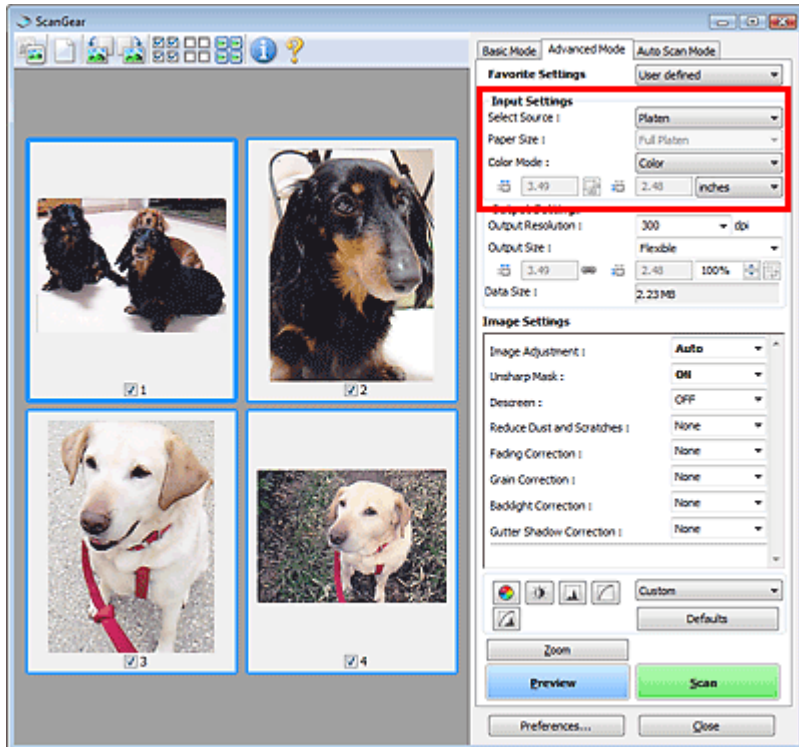 ScanGear
Basic Mode Advanced Mode Auto Scan Mode
Favorite Settings User defined
Input Settings
Select Source : Platen
Paper Size : Full Platen
Color Mode : Color
3.49 2.48 inches
Output Resolution : 300 dpi
Output Size : Flexible
3.49 2.48 100%
Data Size : 2.23 MB
Image Settings
Image Adjustment : Auto
Unsharp Mask : ON
Descreen : OFF
Reduce Dust and Scratches : None
Fading Correction : None
Grain Correction : None
Backlight Correction : None
Gutter Shadow Correction : None
Custom
Defaults
Zoom
Preview Scan
Preferences... Close
1 2
3 4